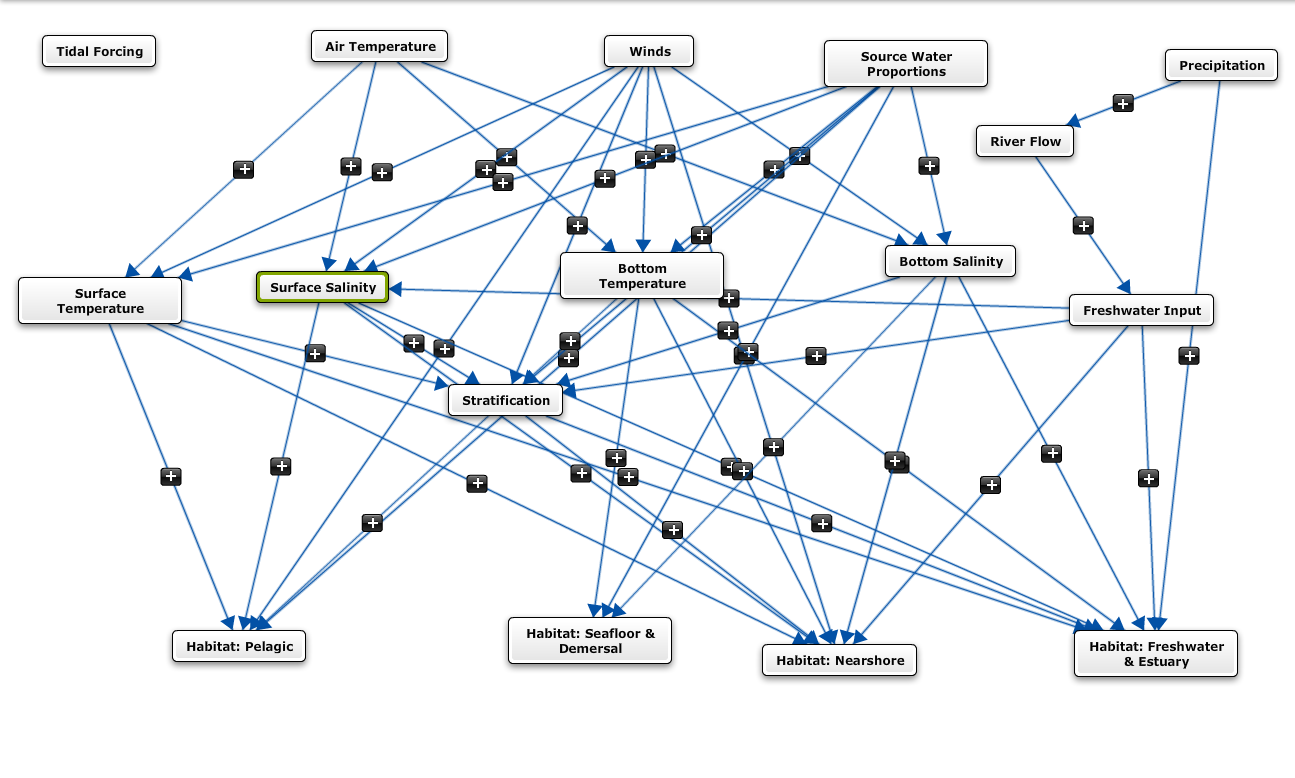 Tidal Forcing
Air Temperature
Winds
Source Water
Proportions
Precipitation
River Flow
Surface
Temperature
Surface Salinity
Bottom
Temperature
Bottom Salinity
Freshwater Input
Stratification
Habitat: Pelagic
Habitat: Seafloor &
Demersal
Habitat: Nearshore
Habitat: Freshwater
& Estuary